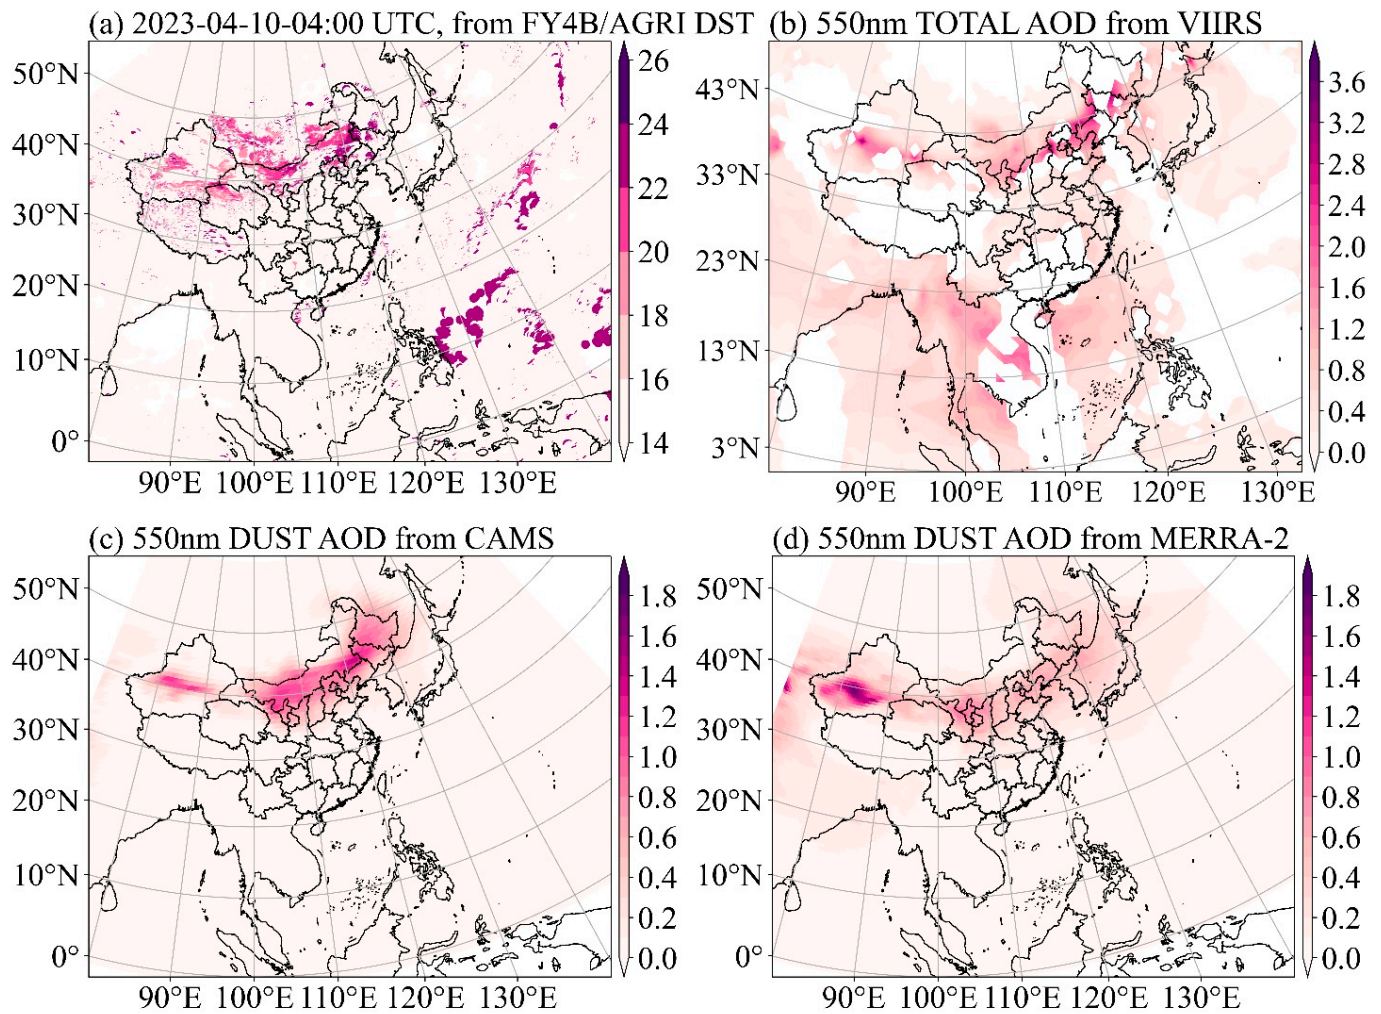 (a) 2023-04-10-04:00 UTC, from FY4B/AGRI DST
50°N
40°N
30°N
20°N
10°N
0°
90°E 100°E 110°E 120°E 130°E
26
24
22
20
18
16
14
(b) 550nm TOTAL AOD from VIIRS
43°N
33°N
23°N
13°N
3°N
90°E 100°E 110°E 120°E 130°E
3.6
3.2
2.8
2.4
2.0
1.6
1.2
0.8
0.4
0.0
(c) 550nm DUST AOD from CAMS
50°N
40°N
30°N
20°N
10°N
0°
90°E 100°E 110°E 120°E 130°E
1.8
1.6
1.4
1.2
1.0
0.8
0.6
0.4
0.2
0.0
(d) 550nm DUST AOD from MERRA-2
50°N
40°N
30°N
20°N
10°N
0°
90°E 100°E 110°E 120°E 130°E
1.8
1.6
1.4
1.2
1.0
0.8
0.6
0.4
0.2
0.0